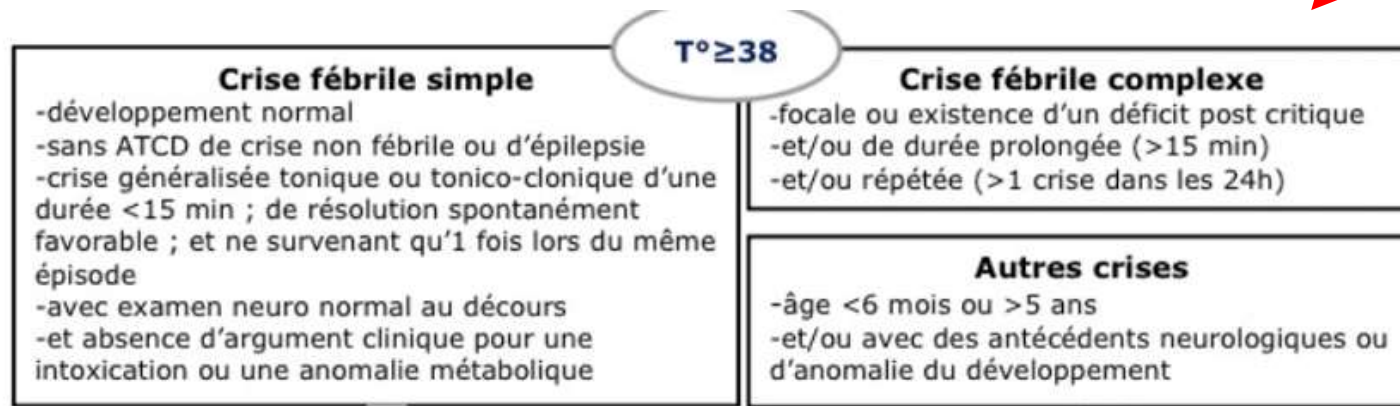 T°≥38
Crise fébrile simple
-développement normal
-sans ATCD de crise non fébrile ou d'épilepsie
-crise généralisée tonique ou tonico-clonique d'une
durée <15 min ; de résolution spontanément
favorable ; et ne survenant qu'1 fois lors du même
épisode
-avec examen neuro normal au décours
-et absence d'argument clinique pour une
intoxication ou une anomalie métabolique
Crise fébrile complexe
-focale ou existence d'un déficit post critique
-et/ou de durée prolongée (>15 min)
-et/ou répétée (>1 crise dans les 24h)
Autres crises
-âge <6 mois ou >5 ans
-et/ou avec des antécédents neurologiques ou
d'anomalie du développement